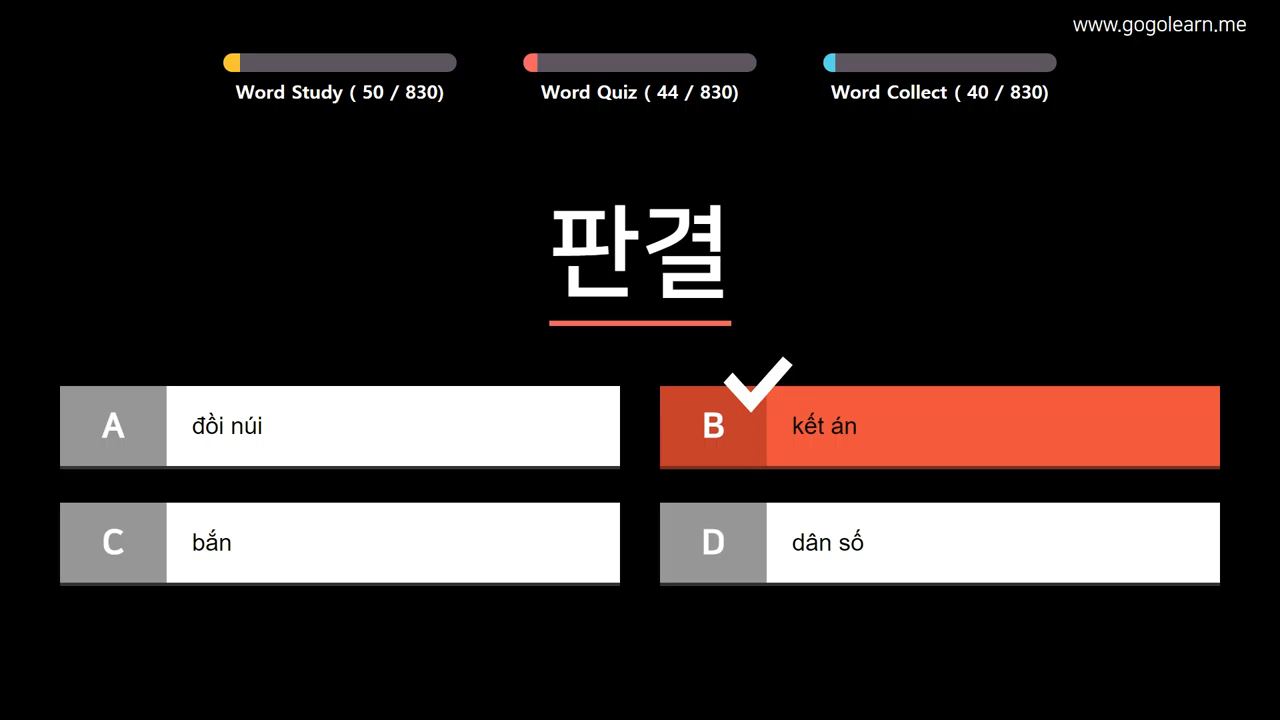 www.gogolearn.me
Word Study ( 50 / 830)
Word Quiz ( 44 / 830)
Word Collect ( 40 / 830)
판결
A
đồi núi
B
kết án
C
bắn
D
dân số